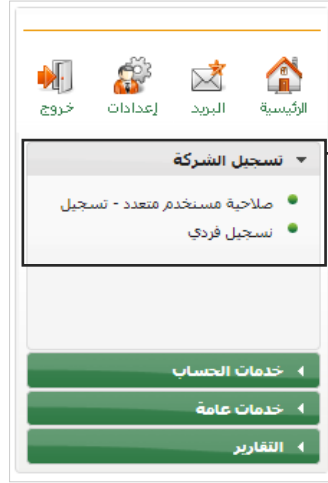 الرئيسية البريد إعدادات خروج
تسجيل الشركة
صلاحية مستخدم متعدد - تسجيل
تسجيل فردي
خدمات الحساب
خدمات عامة
التقارير